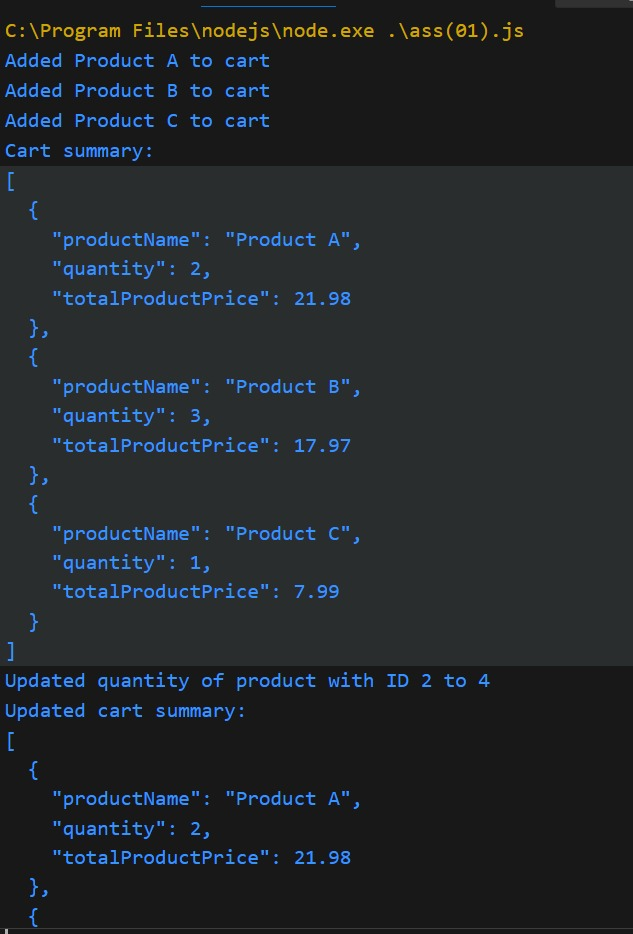 C:\Program Files\nodejs\node.exe .\ass(01).js
Added Product A to cart
Added Product B to cart
Added Product C to cart
Cart summary:
[
  {
    "productName": "Product A",
    "quantity": 2,
    "totalProductPrice": 21.98
  },
  {
    "productName": "Product B",
    "quantity": 3,
    "totalProductPrice": 17.97
  },
  {
    "productName": "Product C",
    "quantity": 1,
    "totalProductPrice": 7.99
  }
]
Updated quantity of product with ID 2 to 4
Updated cart summary:
[
  {
    "productName": "Product A",
    "quantity": 2,
    "totalProductPrice": 21.98
  },
  {